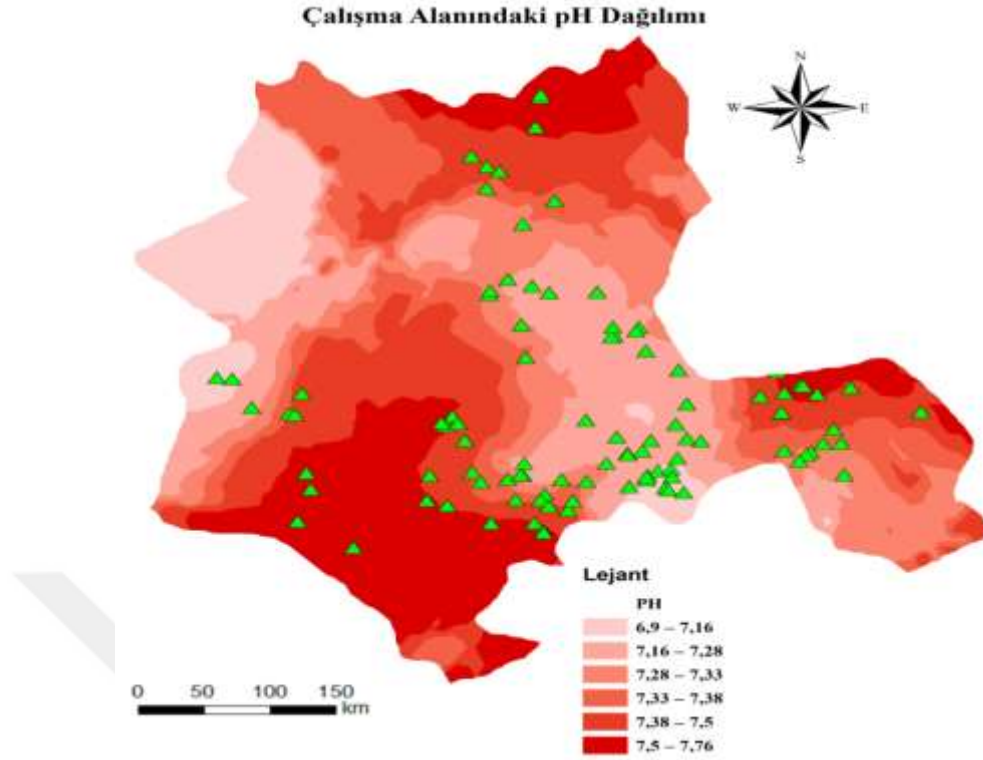 Çalışma Alanındaki pH Dağılımı
N
W E
S
Lejant
PH
6,9 – 7,16
7,16 – 7,28
7,28 – 7,33
7,33 – 7,38
7,38 – 7,5
7,5 – 7,76
0 50 100 150
km